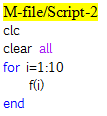 M-file/Script-2
clc
clear all
for i=1:10
f(i)
end